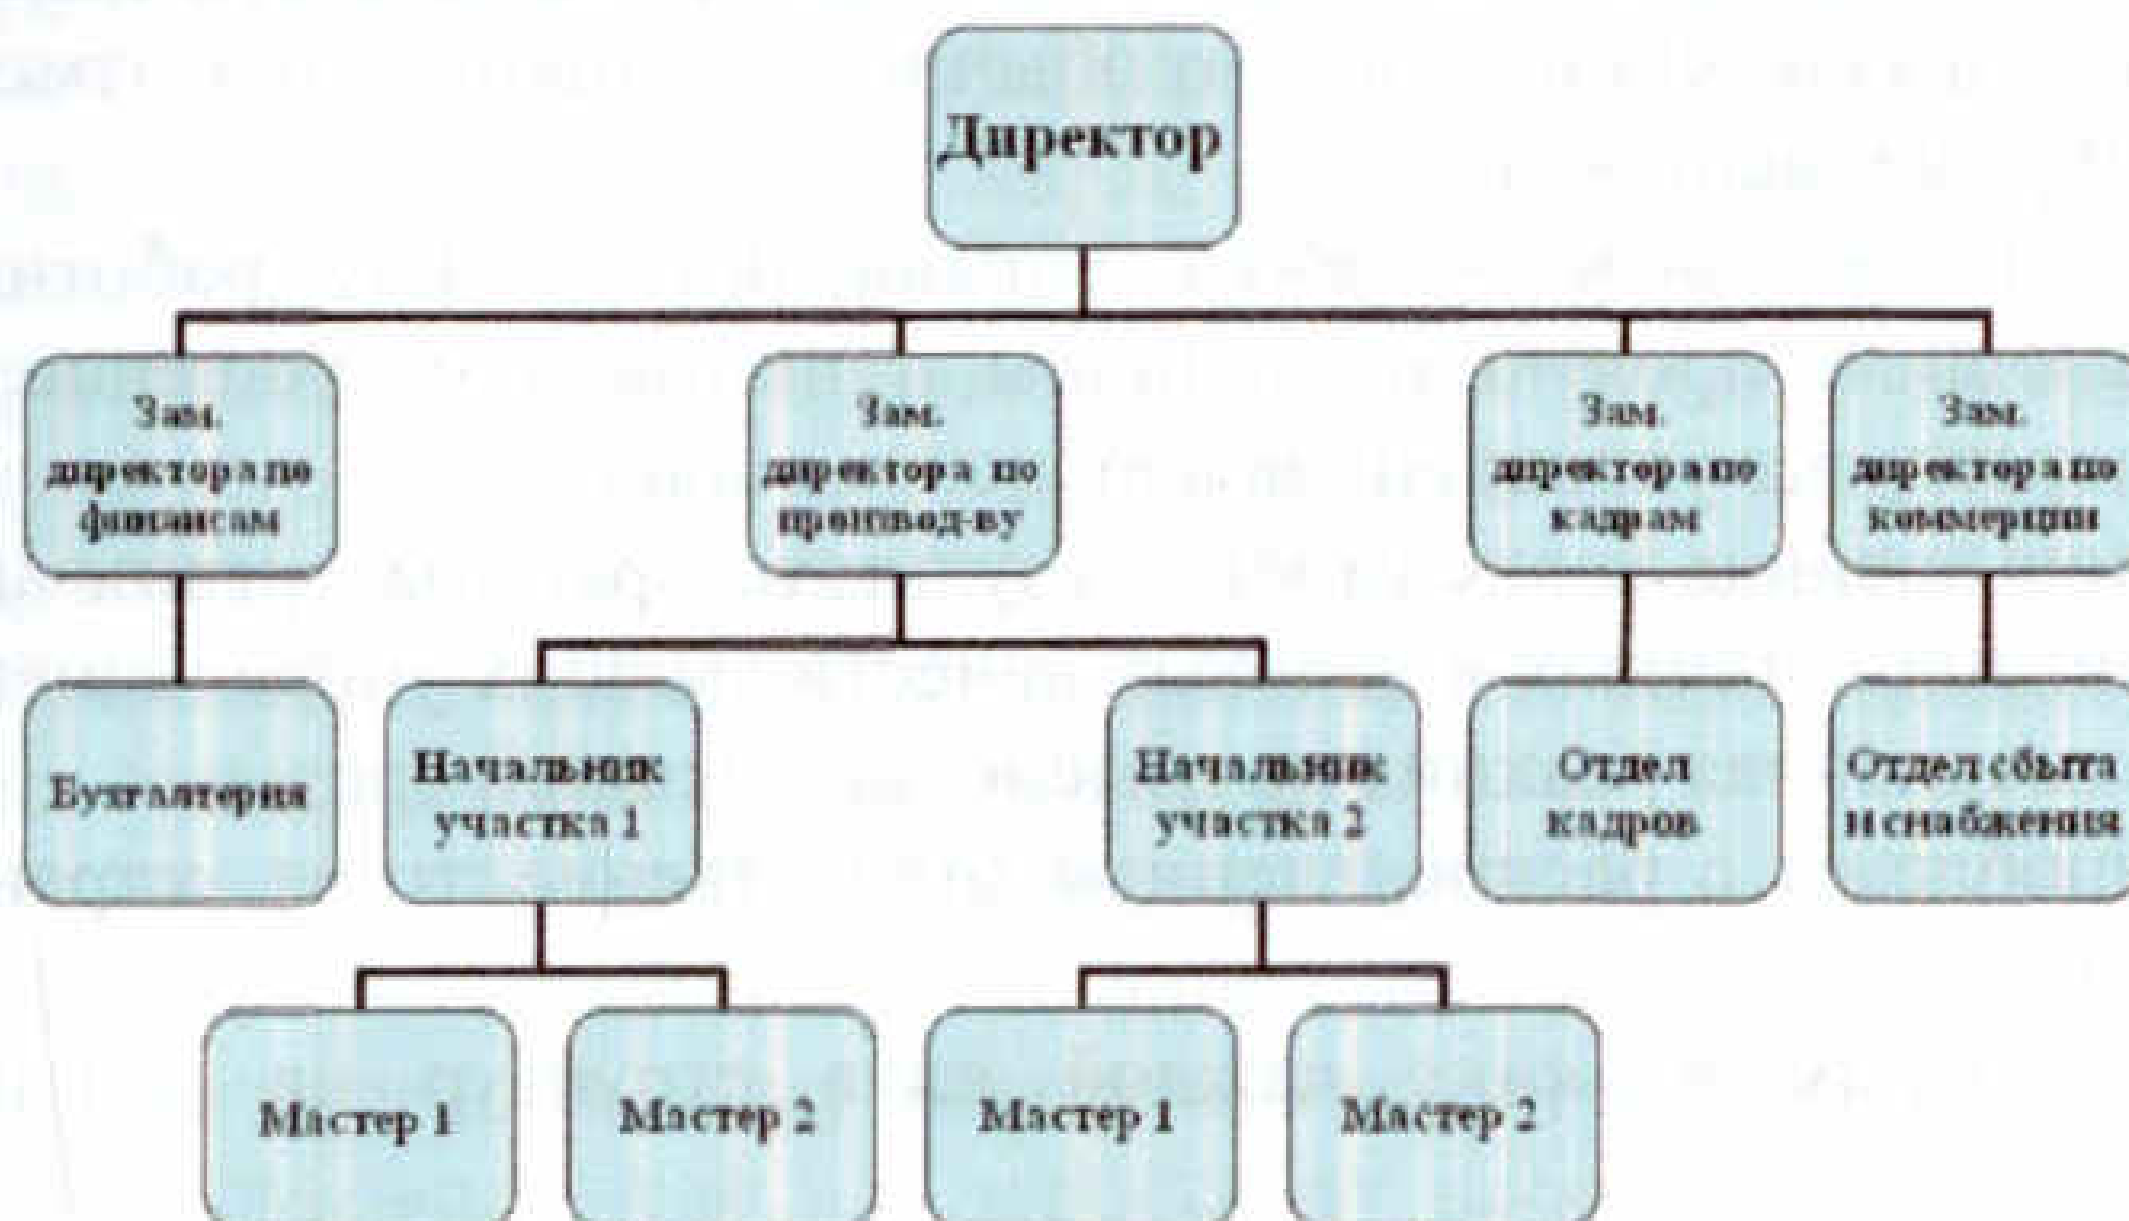 Директор
Зам.
директора по
финансам
Зам.
директора по
производ-ву
Зам.
директора по
кадрам
Зам.
директора по
коммерции
Бухгалтерия
Начальник
участка 1
Начальник
участка 2
Отдел
кадров
Отдел сбыта
и снабжения
Мастер 1
Мастер 2
Мастер 1
Мастер 2